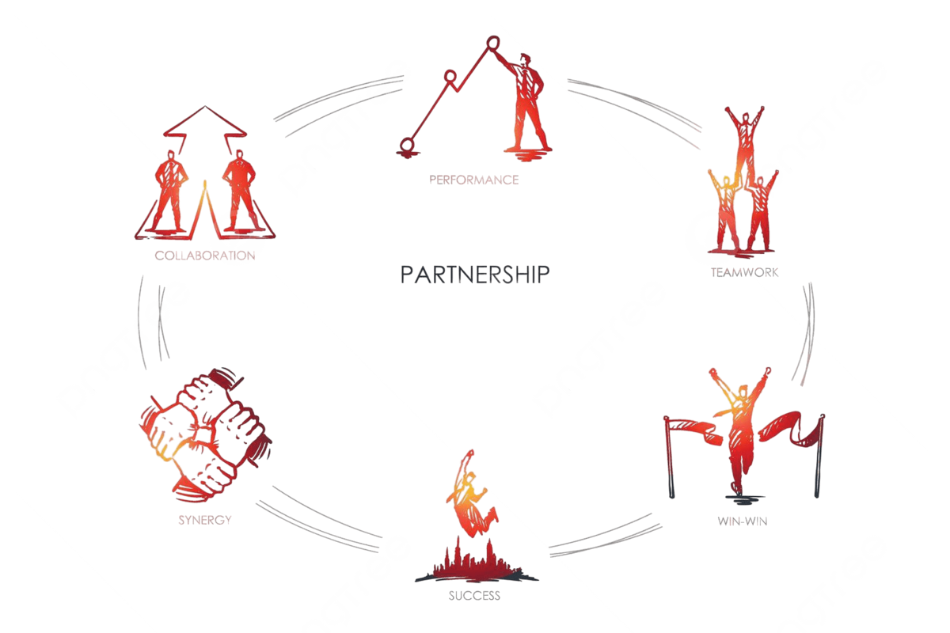 PERFORMANCE
COLLABORATION
PARTNERSHIP
TEAMWORK
SYNERGY
WIN-WIN
SUCCESS